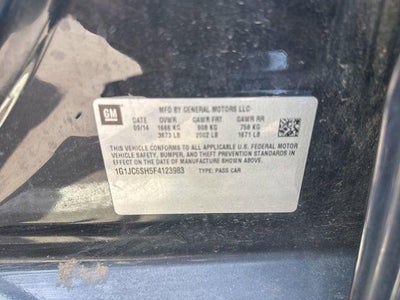 GM
MFD BY GENERAL MOTORS LLC
DATE GVWR GAWR FRT GAWR RR
09/14 1666 KG 908 KG 758 KG
3673 LB 2002 LB 1671 LB
THIS VEHICLE CONFORMS TO ALL APPLICABLE U.S. FEDERAL MOTOR
VEHICLE SAFETY, BUMPER, AND THEFT PREVENTION STANDARDS
IN EFFECT ON THE DATE OF MANUFACTURE SHOWN ABOVE.
1G1JC6SH5F4123983 TYPE: PASS CAR